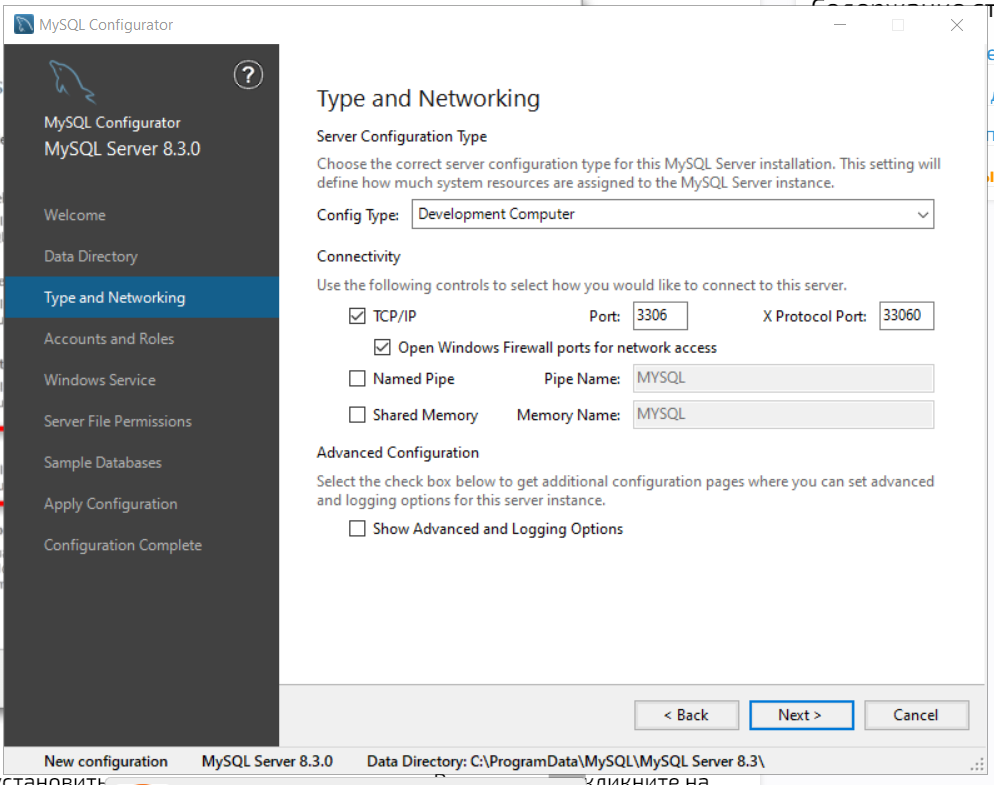 Содержание ст
MySQL Configurator
?
MySQL Configurator
MySQL Server 8.3.0
Welcome
Data Directory
Type and Networking
Accounts and Roles
Windows Service
Server File Permissions
Sample Databases
Apply Configuration
Configuration Complete
Type and Networking
Server Configuration Type
Choose the correct server configuration type for this MySQL Server installation. This setting will
define how much system resources are assigned to the MySQL Server instance.
Config Type: Development Computer
Connectivity
Use the following controls to select how you would like to connect to this server.
TCP/IP Port: 3306 X Protocol Port: 33060
Open Windows Firewall ports for network access
Named Pipe Pipe Name: MYSQL
Shared Memory Memory Name: MYSQL
Advanced Configuration
Select the check box below to get additional configuration pages where you can set advanced
and logging options for this server instance.
Show Advanced and Logging Options
< Back Next > Cancel
New configuration MySQL Server 8.3.0 Data Directory: C:\ProgramData\MySQL\MySQL Server 8.3\
установить кликните на